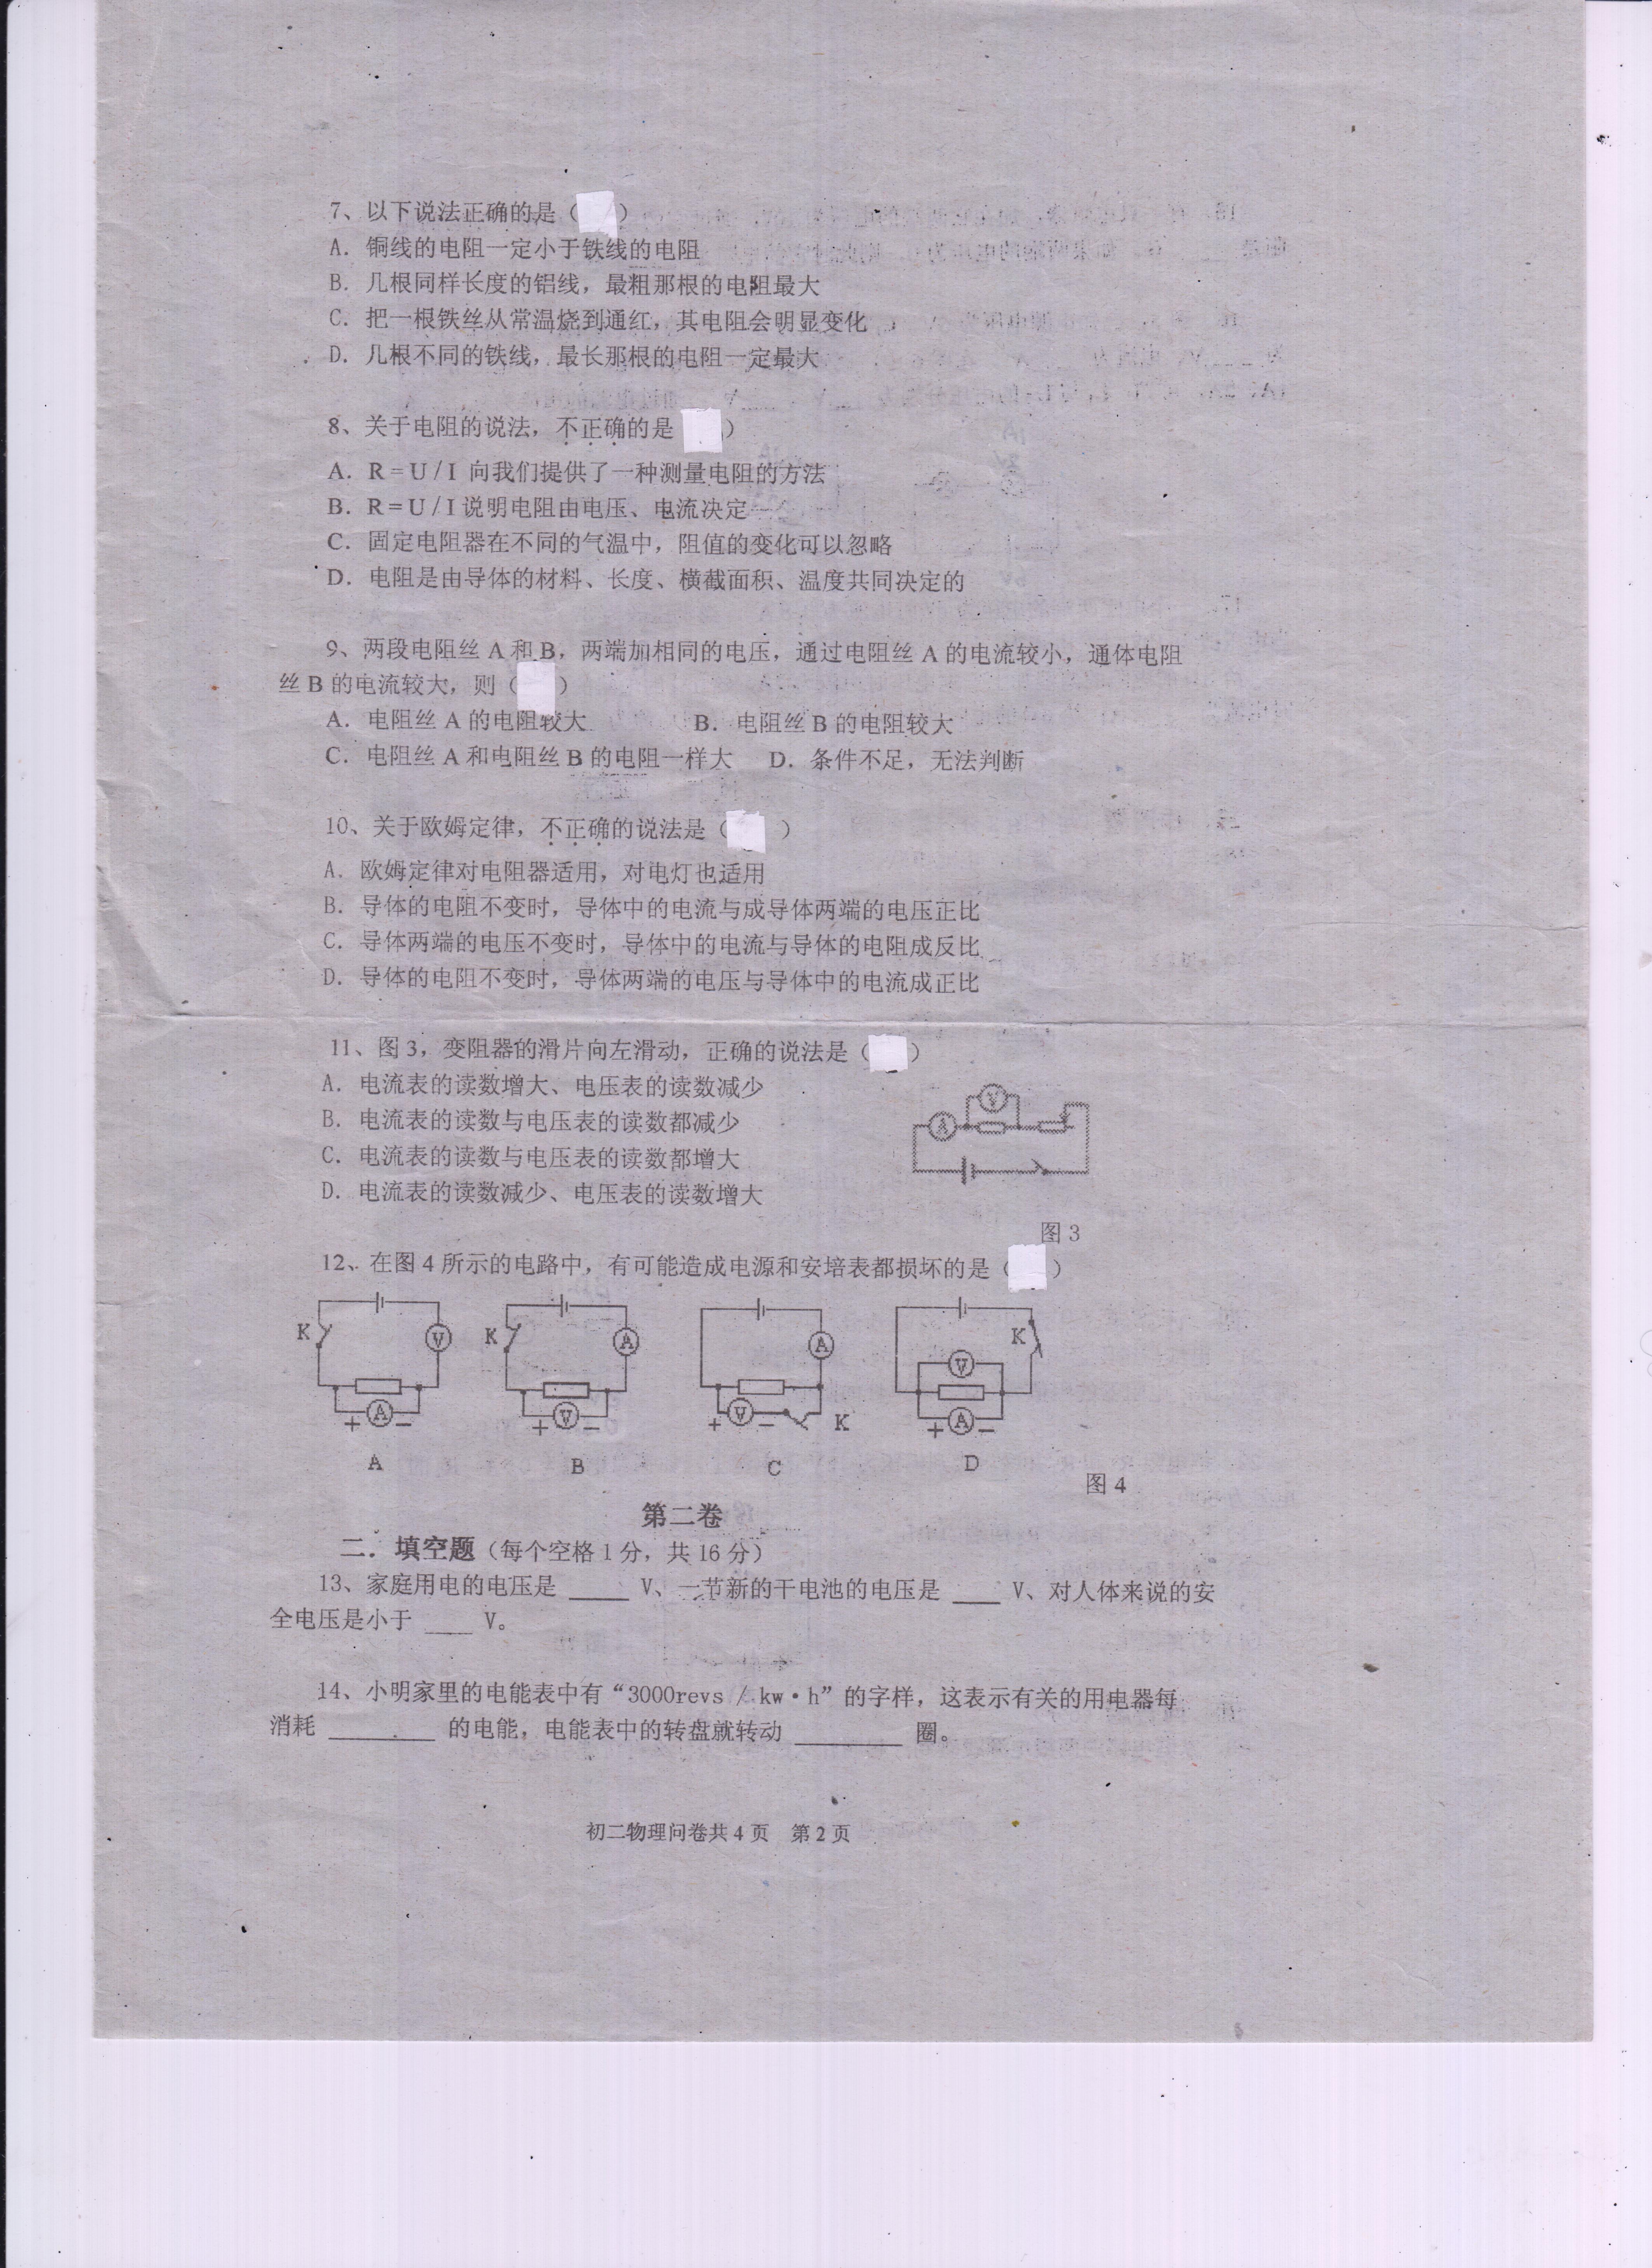 7、以下说法正确的是（ ）
A．铜线的电阻一定小于铁线的电阻
B．几根同样长度的铝线，最粗那根的电阻最大
C．把一根铁丝从常温烧到通红，其电阻会明显变化
D．几根不同的铁线，最长那根的电阻一定最大
8、关于电阻的说法，不正确的是 ）
A．R=U/I 向我们提供了一种测量电阻的方法
B．R=U/I 说明电阻由电压、电流决定
C．固定电阻器在不同的气温中，阻值的变化可以忽略
D．电阻是由导体的材料、长度、横截面积、温度共同决定的
9、两段电阻丝 A 和 B，两端加相同的电压，通过电阻丝 A 的电流较小，通体电阻
丝 B 的电流较大，则（ ）
A．电阻丝 A 的电阻较大 B．电阻丝 B 的电阻较大
C．电阻丝 A 和电阻丝 B 的电阻一样大 D．条件不足，无法判断
10、关于欧姆定律，不正确的说法是（ ）
A．欧姆定律对电阻器适用，对电灯也适用
B．导体的电阻不变时，导体中的电流与成导体两端的电压正比
C．导体两端的电压不变时，导体中的电流与导体的电阻成反比
D．导体的电阻不变时，导体两端的电压与导体中的电流成正比
11、图 3，变阻器的滑片向左滑动，正确的说法是（ ）
A．电流表的读数增大、电压表的读数减少
B．电流表的读数与电压表的读数都减少
C．电流表的读数与电压表的读数都增大
D．电流表的读数减少、电压表的读数增大
V
A
图 3
12、在图 4 所示的电路中，有可能造成电源和安培表都损坏的是（ ）
K V K A A K V
+ A − + V − + V − K + A −
A B C D
图 4
第二卷
二．填空题（每个空格 1 分，共 16 分）
13、家庭用电的电压是 ____ V、一节新的干电池的电压是 ____ V、对人体来说的安
全电压是小于 ____ V。
14、小明家里的电能表中有“3000revs / kw·h”的字样，这表示有关的用电器每
消耗 ________ 的电能，电能表中的转盘就转动 ________ 圈。
初二物理问卷共 4 页 第 2 页